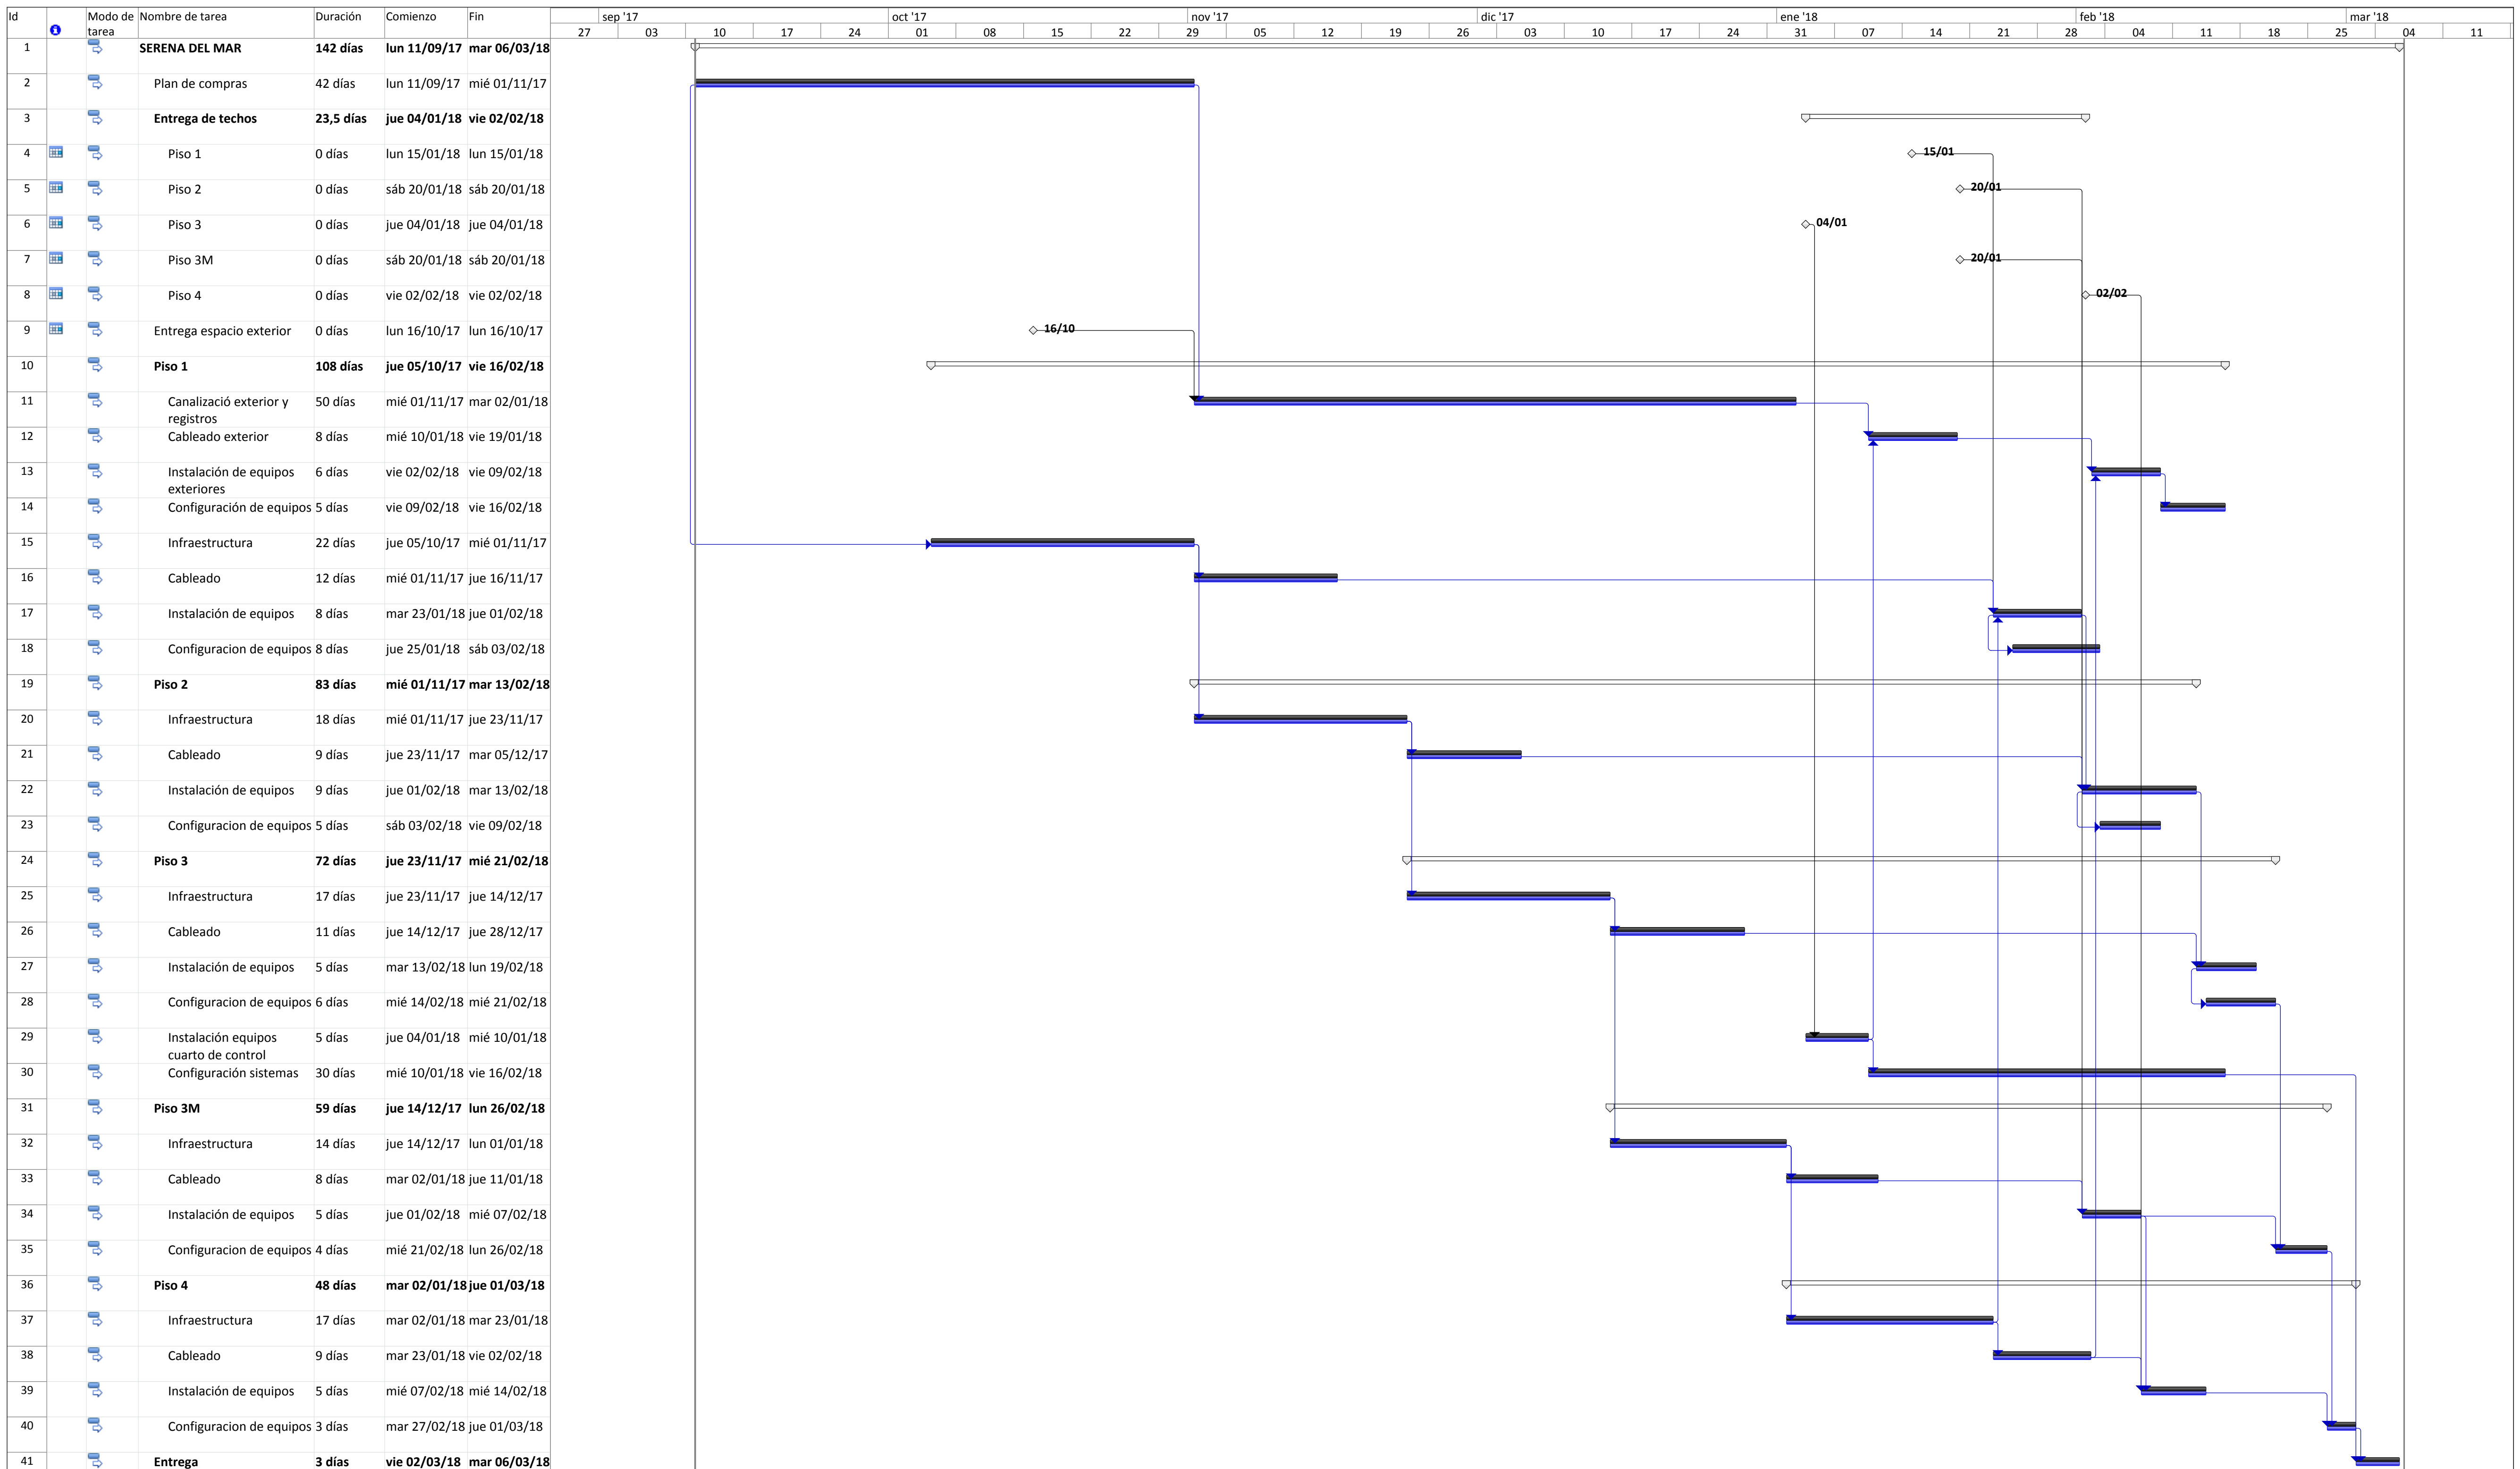 Id Modo de tarea Nombre de tarea Duración Comienzo Fin
sep '17 oct '17 nov '17 dic '17 ene '18 feb '18 mar '18
27 03 10 17 24 01 08 15 22 29 05 12 19 26 03 10 17 24 31 07 14 21 28 04 11 18 25 04 11
1 SERENA DEL MAR 142 días lun 11/09/17 mar 06/03/18
2 Plan de compras 42 días lun 11/09/17 mié 01/11/17
3 Entrega de techos 23,5 días jue 04/01/18 vie 02/02/18
4 Piso 1 0 días lun 15/01/18 lun 15/01/18 15/01
5 Piso 2 0 días sáb 20/01/18 sáb 20/01/18 20/01
6 Piso 3 0 días jue 04/01/18 jue 04/01/18 04/01
7 Piso 3M 0 días sáb 20/01/18 sáb 20/01/18 20/01
8 Piso 4 0 días vie 02/02/18 vie 02/02/18 02/02
9 Entrega espacio exterior 0 días lun 16/10/17 lun 16/10/17 16/10
10 Piso 1 108 días jue 05/10/17 vie 16/02/18
11 Canalizació exterior y registros 50 días mié 01/11/17 mar 02/01/18
12 Cableado exterior 8 días mié 10/01/18 vie 19/01/18
13 Instalación de equipos exteriores 6 días vie 02/02/18 vie 09/02/18
14 Configuración de equipos 5 días vie 09/02/18 vie 16/02/18
15 Infraestructura 22 días jue 05/10/17 mié 01/11/17
16 Cableado 12 días mié 01/11/17 jue 16/11/17
17 Instalación de equipos 8 días mar 23/01/18 jue 01/02/18
18 Configuracion de equipos 8 días jue 25/01/18 sáb 03/02/18
19 Piso 2 83 días mié 01/11/17 mar 13/02/18
20 Infraestructura 18 días mié 01/11/17 jue 23/11/17
21 Cableado 9 días jue 23/11/17 mar 05/12/17
22 Instalación de equipos 9 días jue 01/02/18 mar 13/02/18
23 Configuracion de equipos 5 días sáb 03/02/18 vie 09/02/18
24 Piso 3 72 días jue 23/11/17 mié 21/02/18
25 Infraestructura 17 días jue 23/11/17 jue 14/12/17
26 Cableado 11 días jue 14/12/17 jue 28/12/17
27 Instalación de equipos 5 días mar 13/02/18 lun 19/02/18
28 Configuracion de equipos 6 días mié 14/02/18 mié 21/02/18
29 Instalación equipos cuarto de control 5 días jue 04/01/18 mié 10/01/18
30 Configuración sistemas 30 días mié 10/01/18 vie 16/02/18
31 Piso 3M 59 días jue 14/12/17 lun 26/02/18
32 Infraestructura 14 días jue 14/12/17 lun 01/01/18
33 Cableado 8 días mar 02/01/18 jue 11/01/18
34 Instalación de equipos 5 días jue 01/02/18 mié 07/02/18
35 Configuracion de equipos 4 días mié 21/02/18 lun 26/02/18
36 Piso 4 48 días mar 02/01/18 jue 01/03/18
37 Infraestructura 17 días mar 02/01/18 mar 23/01/18
38 Cableado 9 días mar 23/01/18 vie 02/02/18
39 Instalación de equipos 5 días mié 07/02/18 mié 14/02/18
40 Configuracion de equipos 3 días mar 27/02/18 jue 01/03/18
41 Entrega 3 días vie 02/03/18 mar 06/03/18